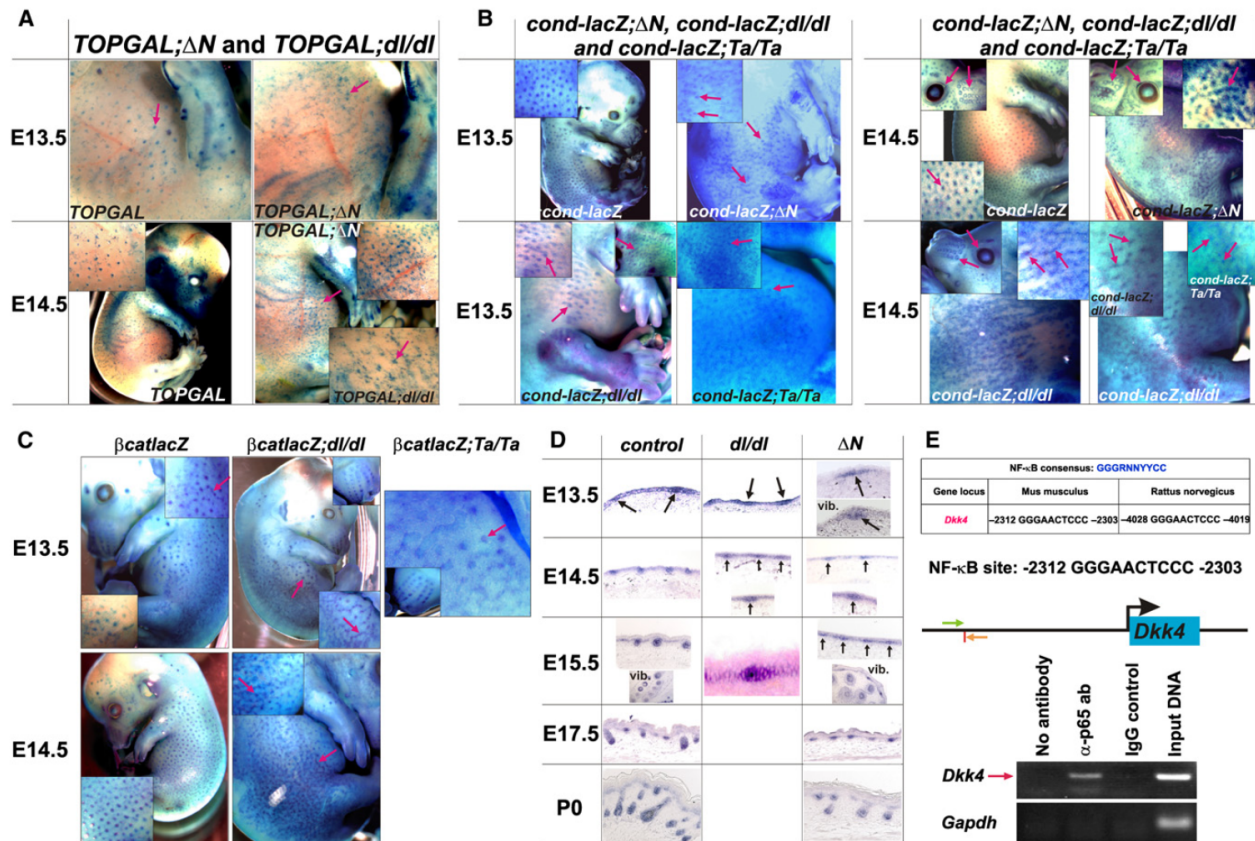 A
TOPGAL;ΔN and TOPGAL;dl/dl
E13.5
TOPGAL
TOPGAL;ΔN
E14.5
TOPGAL
TOPGAL;ΔN
TOPGAL;dl/dl
B
cond-lacZ;ΔN, cond-lacZ;dl/dl
and cond-lacZ;Ta/Ta
E13.5
cond-lacZ
cond-lacZ;ΔN
E13.5
cond-lacZ;dl/dl
cond-lacZ;Ta/Ta
cond-lacZ;ΔN, cond-lacZ;dl/dl
and cond-lacZ;Ta/Ta
E14.5
cond-lacZ
cond-lacZ;ΔN
E14.5
cond-lacZ;dl/dl
cond-lacZ;
dl/dl
cond-lacZ;
Ta/Ta
cond-lacZ;dl/dl
C
βcatlacZ
βcatlacZ;dl/dl
βcatlacZ;Ta/Ta
E13.5
E14.5
D
control
dl/dl
ΔN
E13.5
vib.
E14.5
E15.5
vib.
vib.
E17.5
P0
E
NF-κB consensus: GGGRNNYYCC
Gene locus
Mus musculus
Rattus norvegicus
Dkk4
−2312 GGGAACTCCC −2303
−4028 GGGAACTCCC −4019
NF-κB site: -2312 GGGAACTCCC -2303
Dkk4
No antibody
α-p65 ab
IgG control
Input DNA
Dkk4
Gapdh